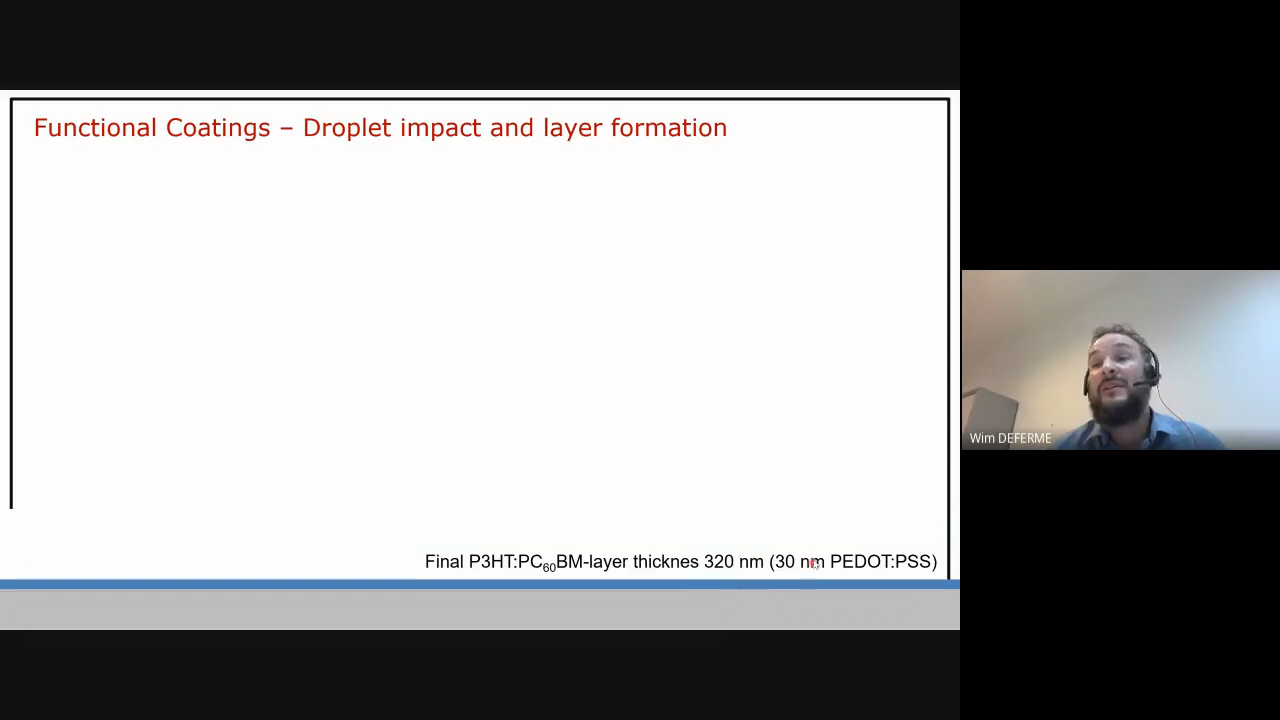 Functional Coatings – Droplet impact and layer formation
Final P3HT:PC60BM-layer thicknes 320 nm (30 nm PEDOT:PSS)
Wim DEFERME